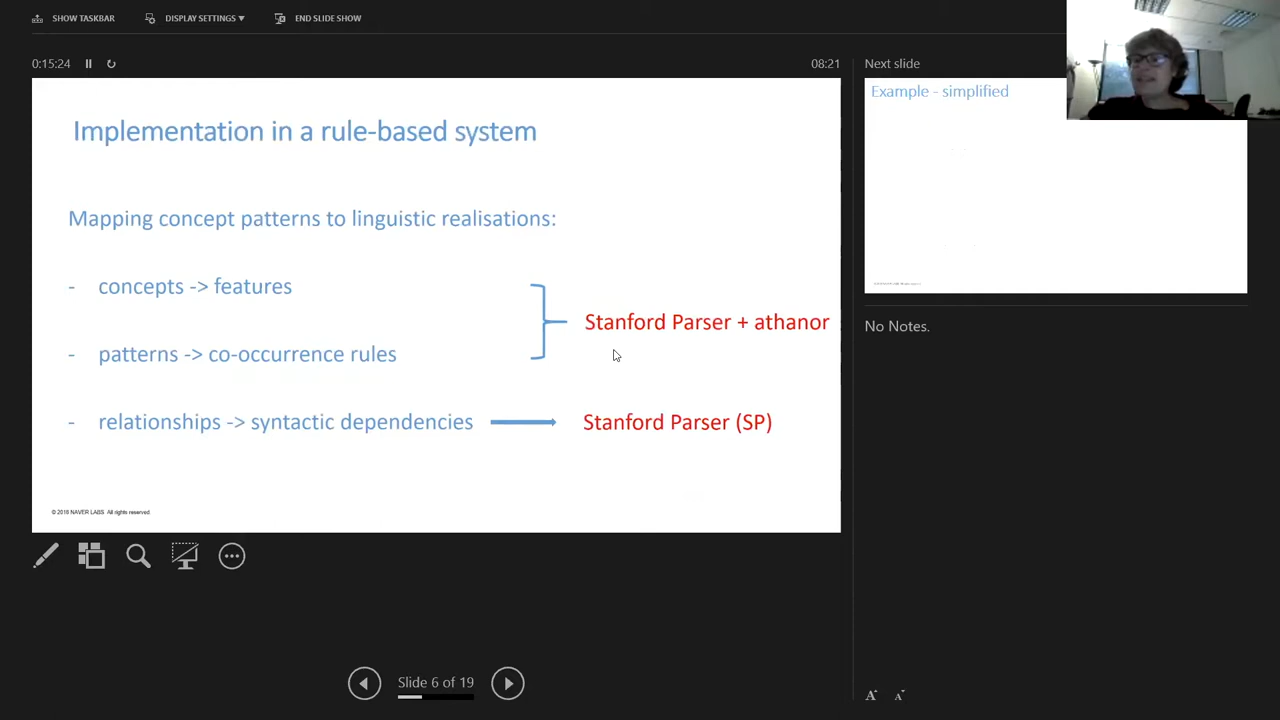 SHOW TASKBAR
DISPLAY SETTINGS ▼
END SLIDE SHOW
0:15:24
08:21
Implementation in a rule-based system
Mapping concept patterns to linguistic realisations:
- concepts -> features
- patterns -> co-occurrence rules
Stanford Parser + athanor
- relationships -> syntactic dependencies
Stanford Parser (SP)
© 2018 NAVER LABS All rights reserved.
Slide 6 of 19
Next slide
Example - simplified
No Notes.
A A